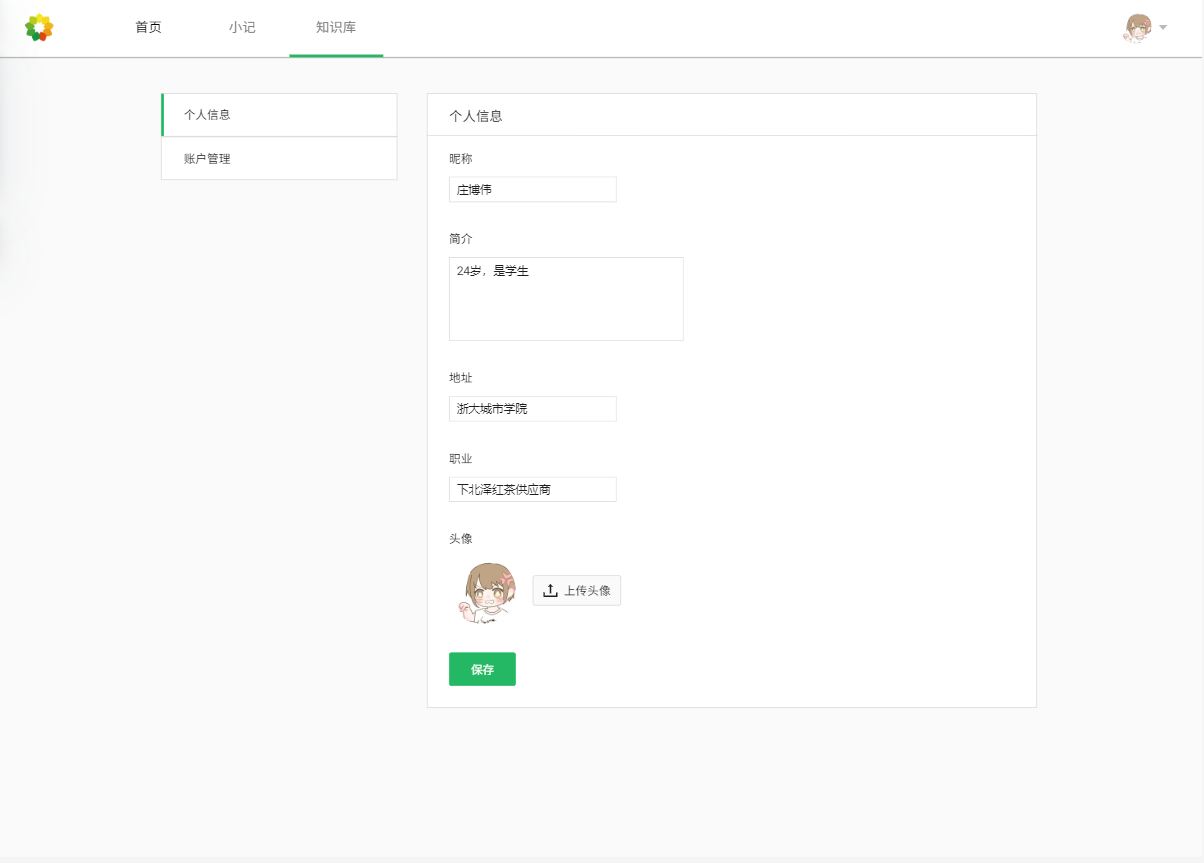 首页
小记
知识库
个人信息
账户管理
个人信息
昵称
庄博伟
简介
24岁，是学生
地址
浙大城市学院
职业
下北泽红茶供应商
头像
上传头像
保存